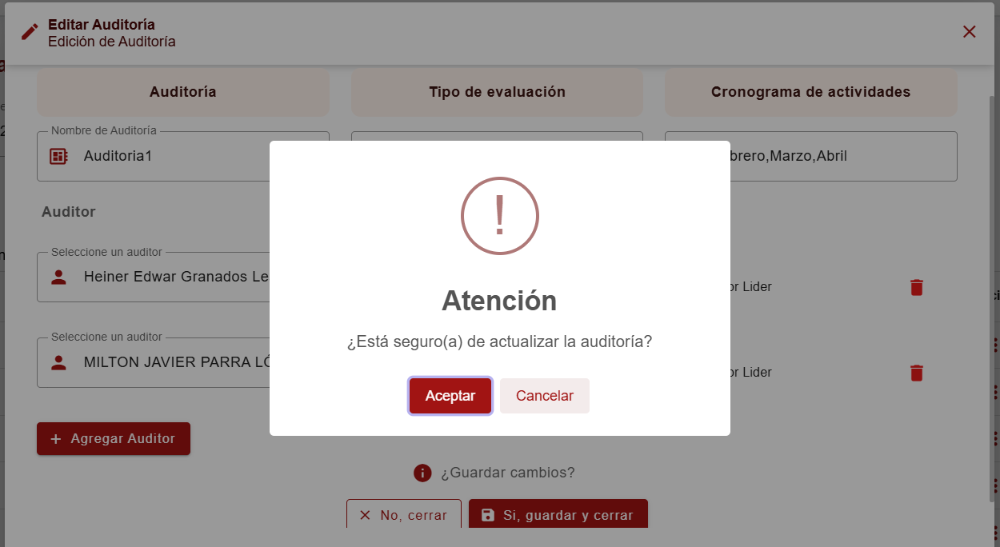 Editar Auditoría
Edición de Auditoría
Auditoría
Tipo de evaluación
Cronograma de actividades
Nombre de Auditoría
Auditoria1
brero,Marzo,Abril
Auditor
Seleccione un auditor
Heiner Edwar Granados Le
or Lider
Seleccione un auditor
MILTON JAVIER PARRA LÓ
or Lider
Atención
¿Está seguro(a) de actualizar la auditoría?
Aceptar
Cancelar
+ Agregar Auditor
¿Guardar cambios?
No, cerrar
Si, guardar y cerrar